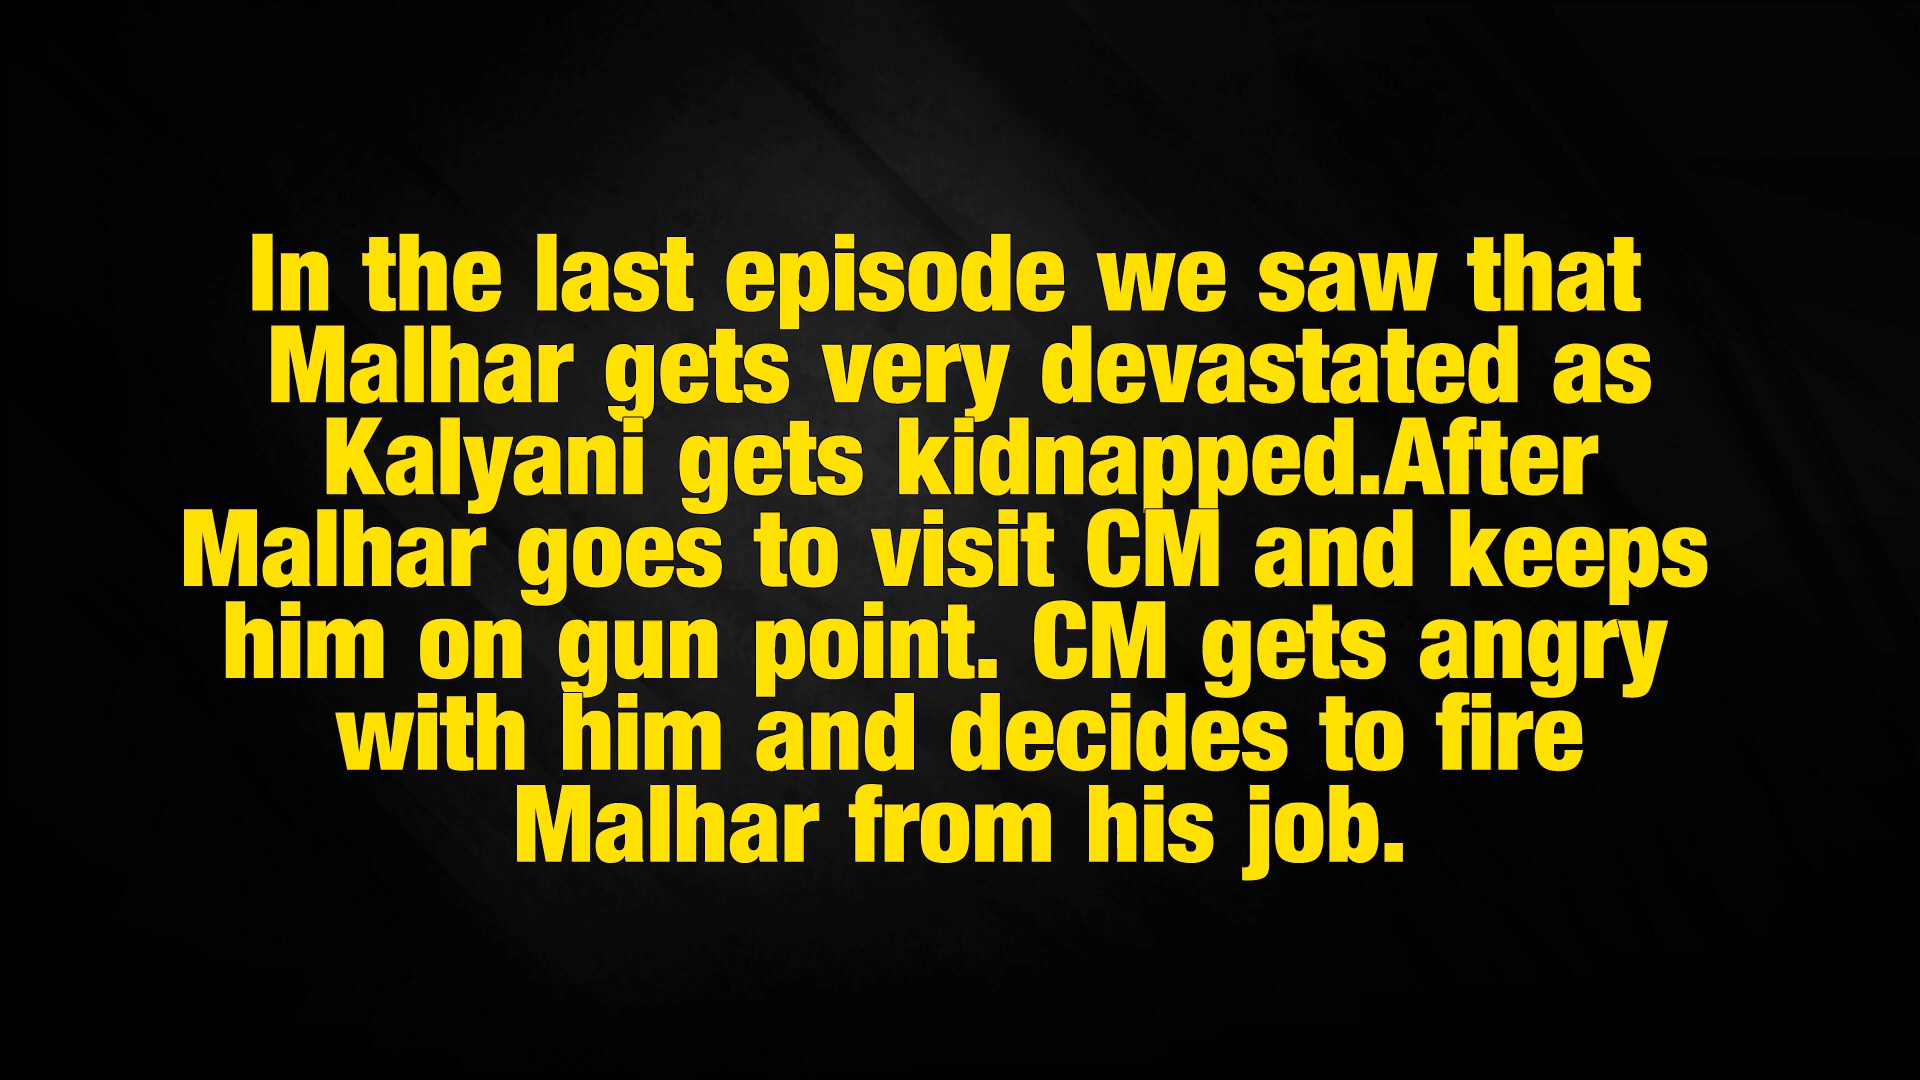 In the last episode we saw that
Malhar gets very devastated as
Kalyani gets kidnapped.After
Malhar goes to visit CM and keeps
him on gun point. CM gets angry
with him and decides to fire
Malhar from his job.